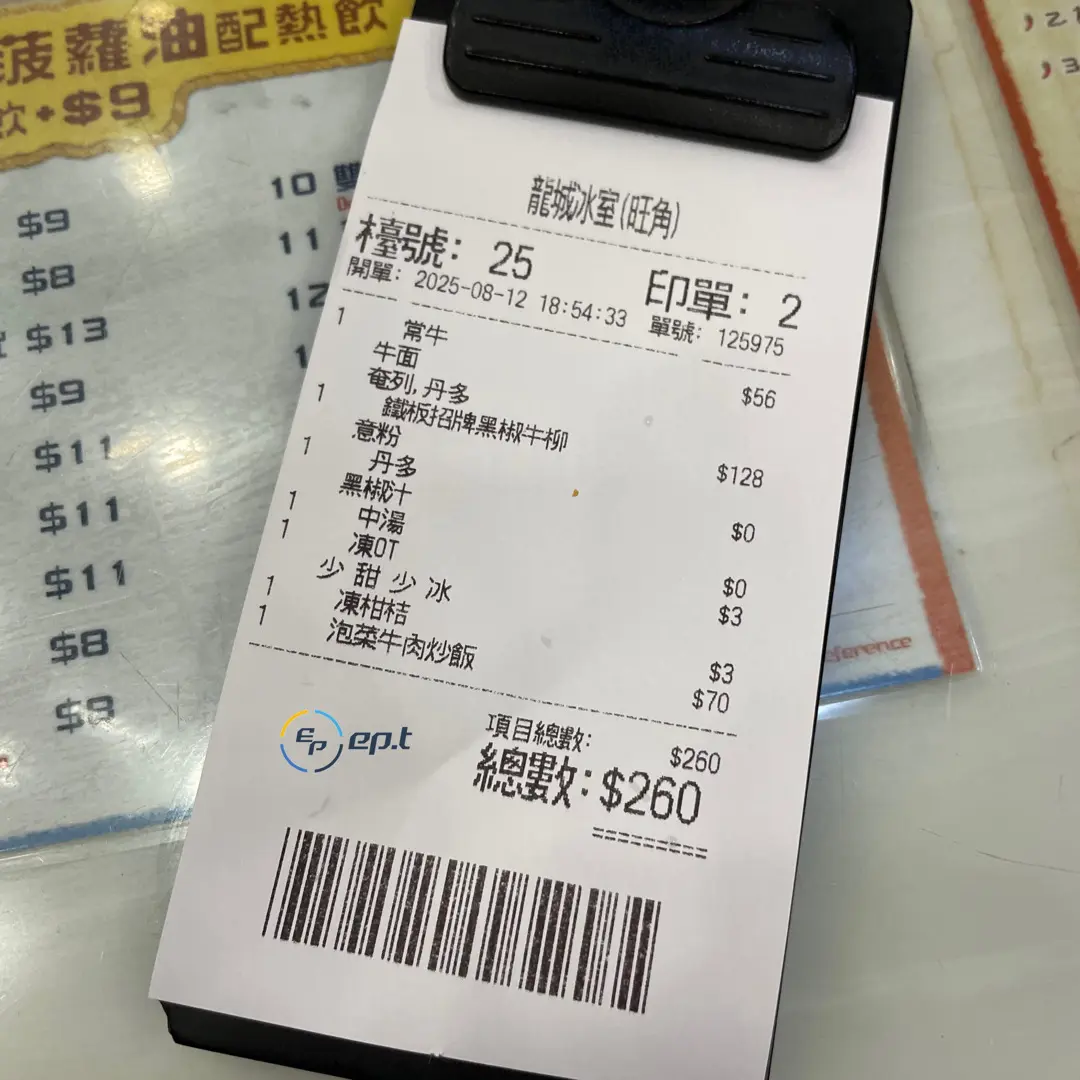 菠蘿油配熱飲
飲+$9
$9
$8
$13
$9
$11
$11
$11
$8
$9
10 雙
11
12
1
龍城冰室(旺角)
檯號: 25
印單: 2
開單: 2025-08-12 18:54:33
單號: 125975
1 常牛 $56
牛面
奄列,丹多
1 鐵板招牌黑椒牛柳 $128
意粉
1 丹多 $0
黑椒汁
1 中湯 $0
1 凍OT $3
少 甜 少 冰
1 凍柑桔 $3
1 泡菜牛肉炒飯 $70
項目總數: $260
總數: $260
EP ep.t